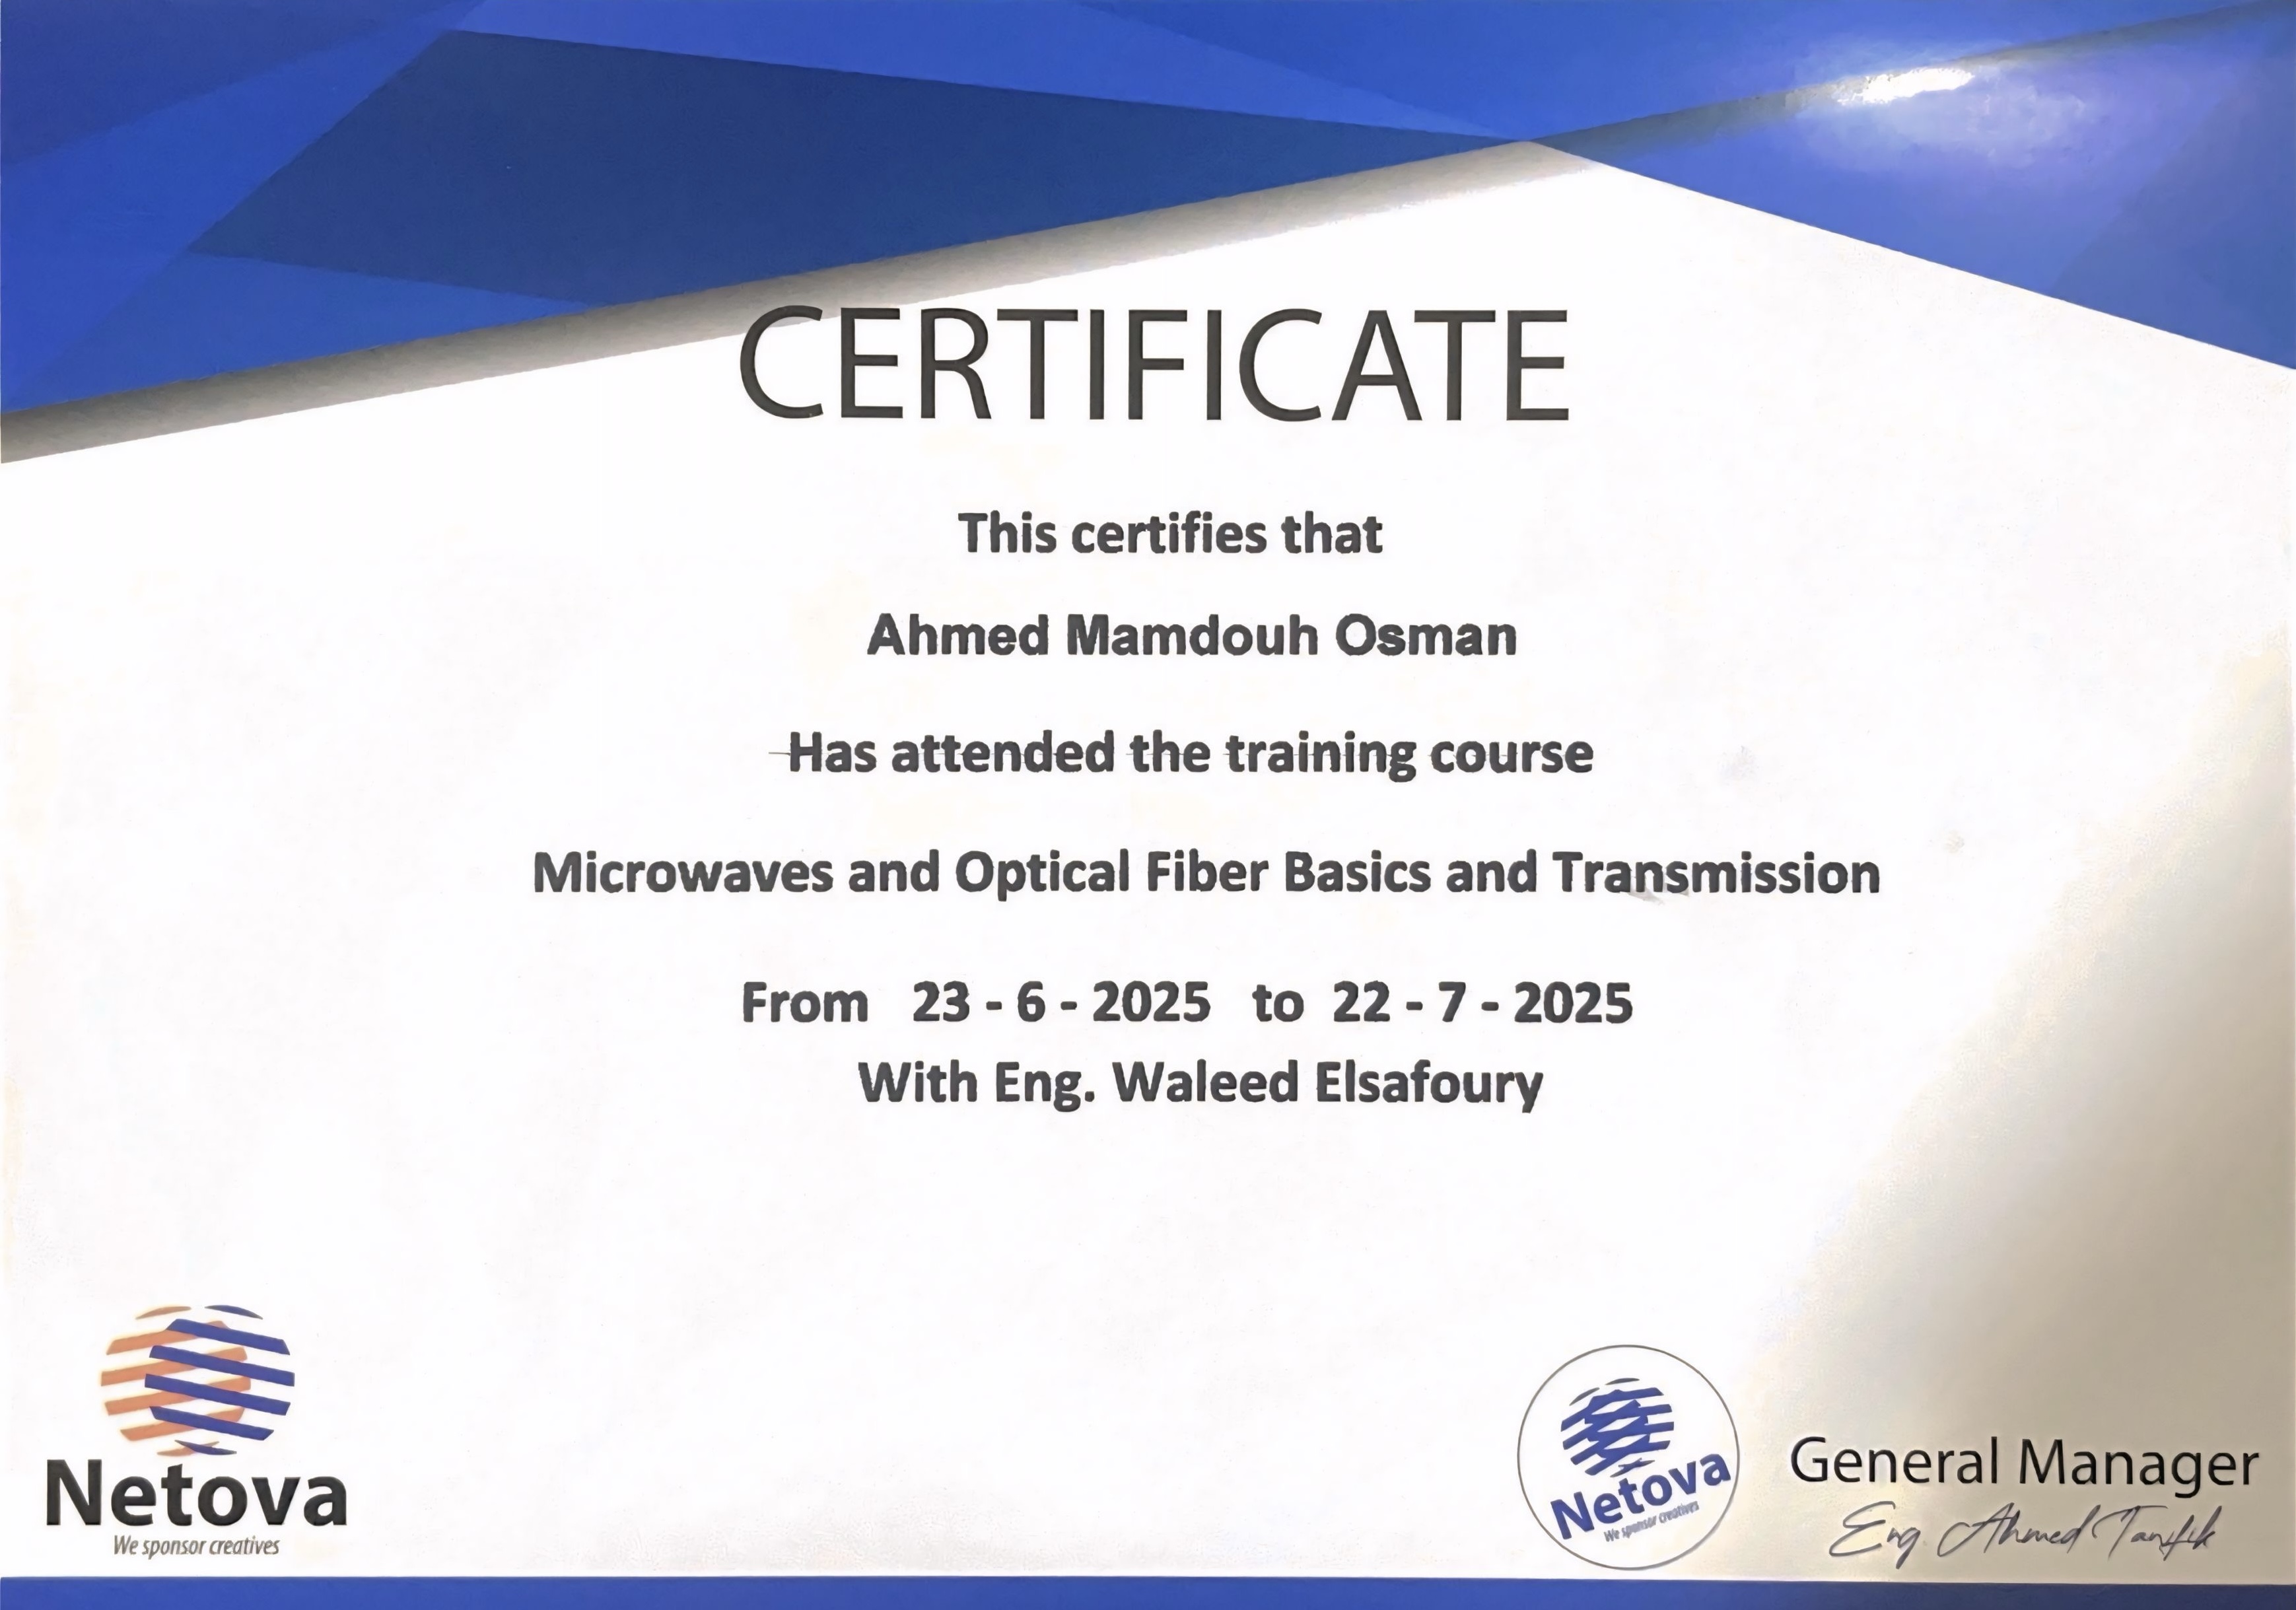 CERTIFICATE
This certifies that
Ahmed Mamdouh Osman
Has attended the training course
Microwaves and Optical Fiber Basics and Transmission
From 23 - 6 - 2025 to 22 - 7 - 2025
With Eng. Waleed Elsafoury
Netova
We sponsor creatives
Netova
We sponsor creatives
General Manager
Eng. Ahmed Tawfik